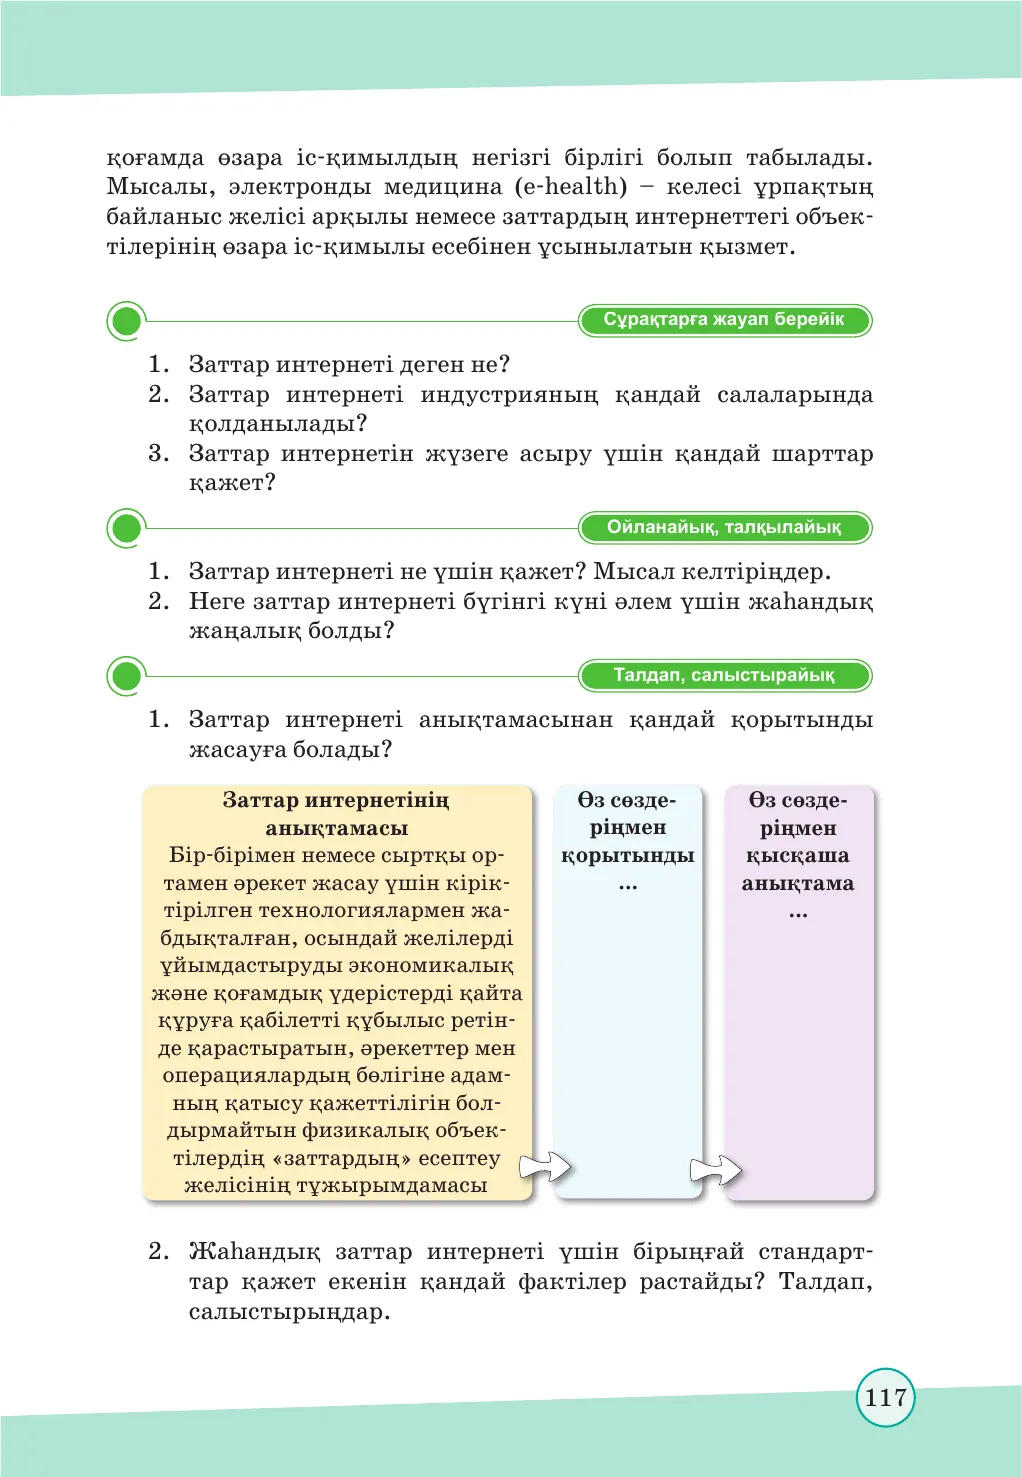 қоғамда өзара іс-қимылдың негізгі бірлігі болып табылады.
Мысалы, электронды медицина (e-health) – келесі ұрпақтың
байланыс желісі арқылы немесе заттардың интернеттегі объек-
тілерінің өзара іс-қимылы есебінен ұсынылатын қызмет.
Сұрақтарға жауап берейік
1. Заттар интернеті деген не?
2. Заттар интернеті индустрияның қандай салаларында
қолданылады?
3. Заттар интернетін жүзеге асыру үшін қандай шарттар
қажет?
Ойланайық, талқылайық
1. Заттар интернеті не үшін қажет? Мысал келтіріңдер.
2. Неге заттар интернеті бүгінгі күні әлем үшін жаһандық
жаңалық болды?
Талдап, салыстырайық
1. Заттар интернеті анықтамасынан қандай қорытынды
жасауға болады?
Заттар интернетінің
анықтамасы
Бір-бірімен немесе сыртқы ор-
тамен әрекет жасау үшін кірік-
тірілген технологиялармен жа-
бдықталған, осындай желілерді
ұйымдастыруды экономикалық
және қоғамдық үдерістерді қайта
құруға қабілетті құбылыс ретін-
де қарастыратын, әрекеттер мен
операциялардың бөлігіне адам-
ның қатысу қажеттілігін бол-
дырмайтын физикалық объек-
тілердің «заттардың» есептеу
желісінің тұжырымдамасы
Өз сөзде-
ріңмен
қорытынды
...
Өз сөзде-
ріңмен
қысқаша
анықтама
...
2. Жаһандық заттар интернеті үшін бірыңғай стандарт-
тар қажет екенін қандай фактілер растайды? Талдап,
салыстырыңдар.
117